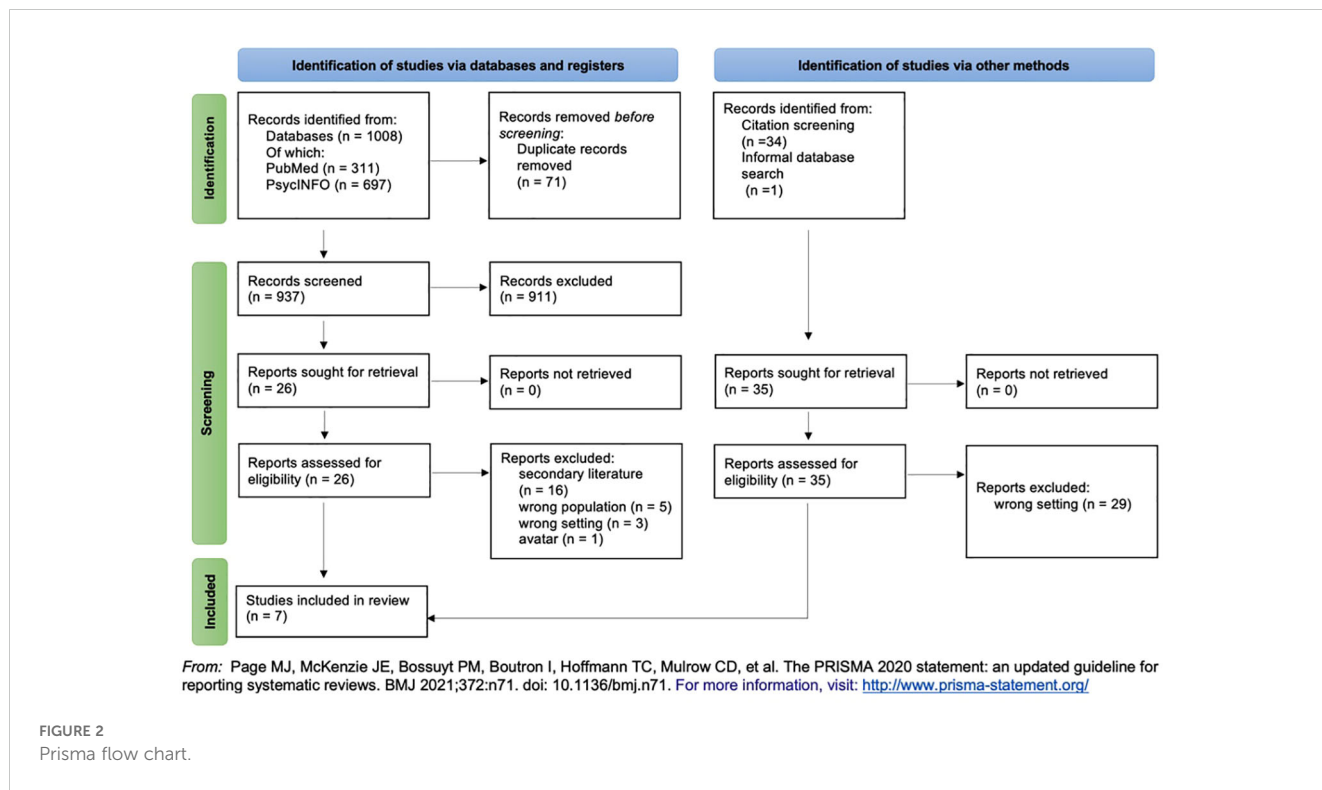 Identification of studies via databases and registers
Identification of studies via other methods
Identification
Records identified from:
Databases (n = 1008)
Of which:
PubMed (n = 311)
PsycINFO (n = 697)
Records removed before
screening:
Duplicate records
removed
(n = 71)
Records identified from:
Citation screening
(n =34)
Informal database
search
(n =1)
Screening
Records screened
(n = 937)
Records excluded
(n = 911)
Reports sought for retrieval
(n = 26)
Reports not retrieved
(n = 0)
Reports sought for retrieval
(n = 35)
Reports not retrieved
(n = 0)
Reports assessed for
eligibility (n = 26)
Reports excluded:
secondary literature
(n = 16)
wrong population (n = 5)
wrong setting (n = 3)
avatar (n = 1)
Reports assessed for
eligibility (n = 35)
Reports excluded:
wrong setting (n = 29)
Included
Studies included in review
(n = 7)
From: Page MJ, McKenzie JE, Bossuyt PM, Boutron I, Hoffmann TC, Mulrow CD, et al. The PRISMA 2020 statement: an updated guideline for
reporting systematic reviews. BMJ 2021;372:n71. doi: 10.1136/bmj.n71. For more information, visit: http://www.prisma-statement.org/
FIGURE 2
Prisma flow chart.